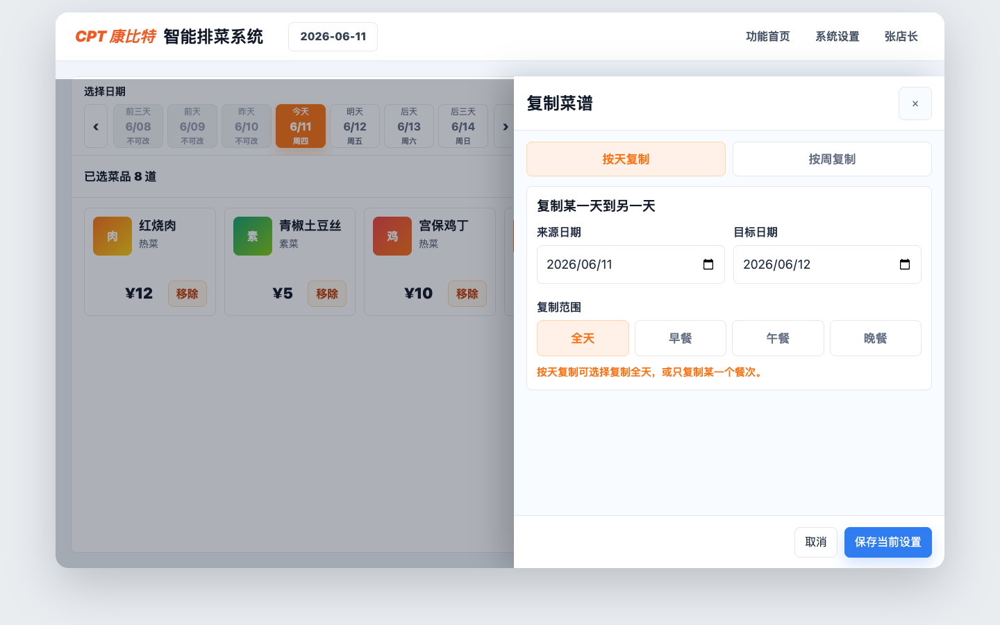 CPT 康比特 智能排菜系统 2026-06-11 功能首页 系统设置 张店长
选择日期
‹ 前三天 前天 昨天 今天 明天 后天 后三天 ›
6/08 6/09 6/10 6/11 6/12 6/13 6/14
不可改 不可改 不可改 周四 周五 周六 周日
已选菜品 8 道
肉 红烧肉 素 青椒土豆丝 鸡 宫保鸡丁
热菜 素菜 热菜
¥12 移除 ¥5 移除 ¥10 移除
复制菜谱 ×
按天复制 按周复制
复制某一天到另一天
来源日期 目标日期
2026/06/11 2026/06/12
复制范围
全天 早餐 午餐 晚餐
按天复制可选择复制全天，或只复制某一个餐次。
取消 保存当前设置